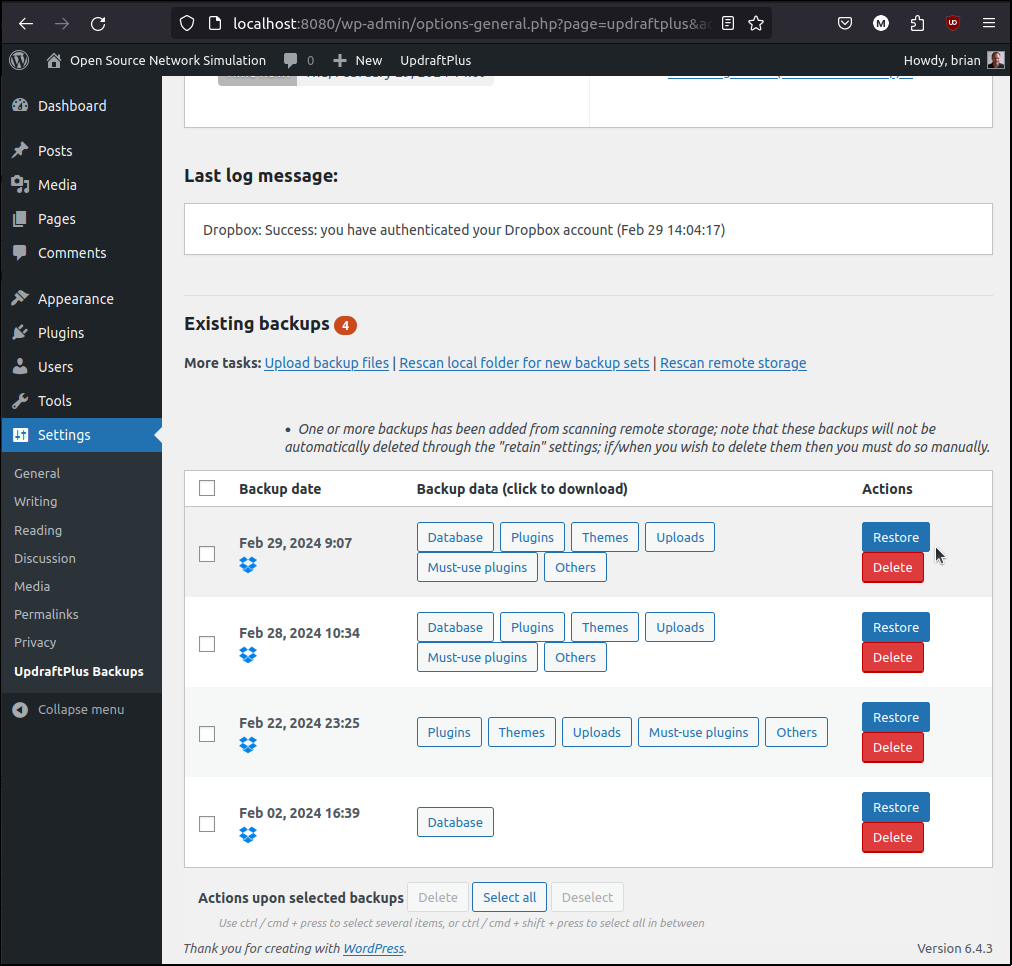 localhost:8080/wp-admin/options-general.php?page=updraftplus&
M
Open Source Network Simulation 0 New UpdraftPlus Howdy, brian
Dashboard
Posts
Media
Pages
Comments
Appearance
Plugins
Users
Tools
Settings
General
Writing
Reading
Discussion
Media
Permalinks
Privacy
UpdraftPlus Backups
Collapse menu
Last log message:
Dropbox: Success: you have authenticated your Dropbox account (Feb 29 14:04:17)
Existing backups 4
More tasks: Upload backup files | Rescan local folder for new backup sets | Rescan remote storage
• One or more backups has been added from scanning remote storage; note that these backups will not be
automatically deleted through the "retain" settings; if/when you wish to delete them then you must do so manually.
Backup date Backup data (click to download) Actions
Feb 29, 2024 9:07 Database Plugins Themes Uploads Restore
Must-use plugins Others Delete
Feb 28, 2024 10:34 Database Plugins Themes Uploads Restore
Must-use plugins Others Delete
Feb 22, 2024 23:25 Plugins Themes Uploads Must-use plugins Others Restore
Delete
Feb 02, 2024 16:39 Database Restore
Delete
Actions upon selected backups Delete Select all Deselect
Use ctrl / cmd + press to select several items, or ctrl / cmd + shift + press to select all in between
Thank you for creating with WordPress. Version 6.4.3